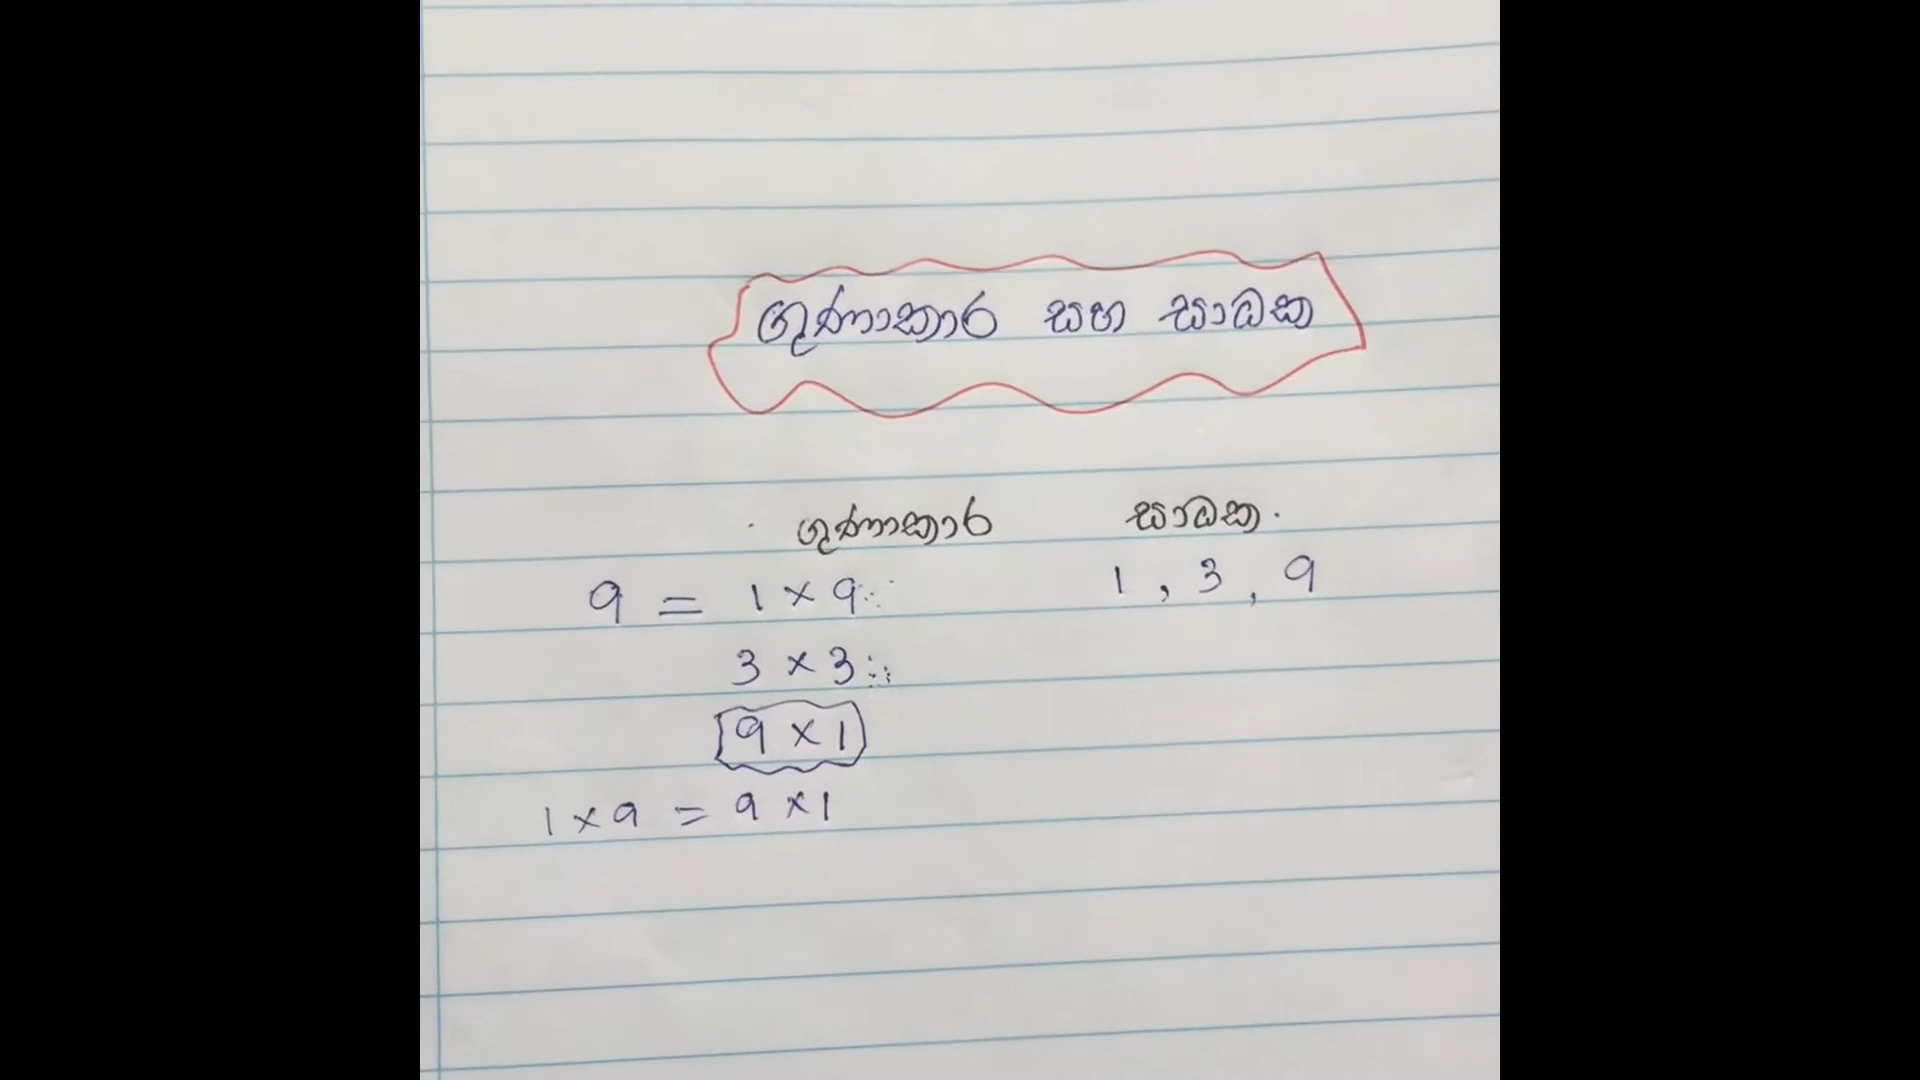 ගුණාකාර සහ සාධක
ගුණාකාර සාධක.
9 = 1 × 9 1 , 3 , 9
3 × 3
9 × 1
1 × 9 = 9 × 1